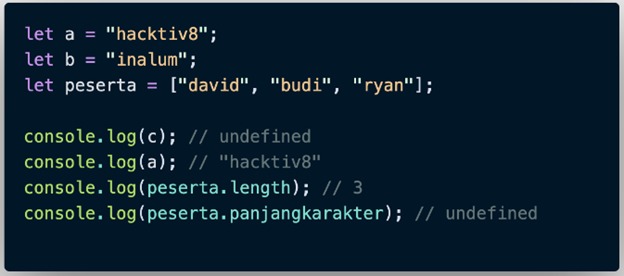 let a = "hacktiv8";
let b = "inalum";
let peserta = ["david", "budi", "ryan"];
console.log(c); // undefined
console.log(a); // "hacktiv8"
console.log(peserta.length); // 3
console.log(peserta.panjangkarakter); // undefined